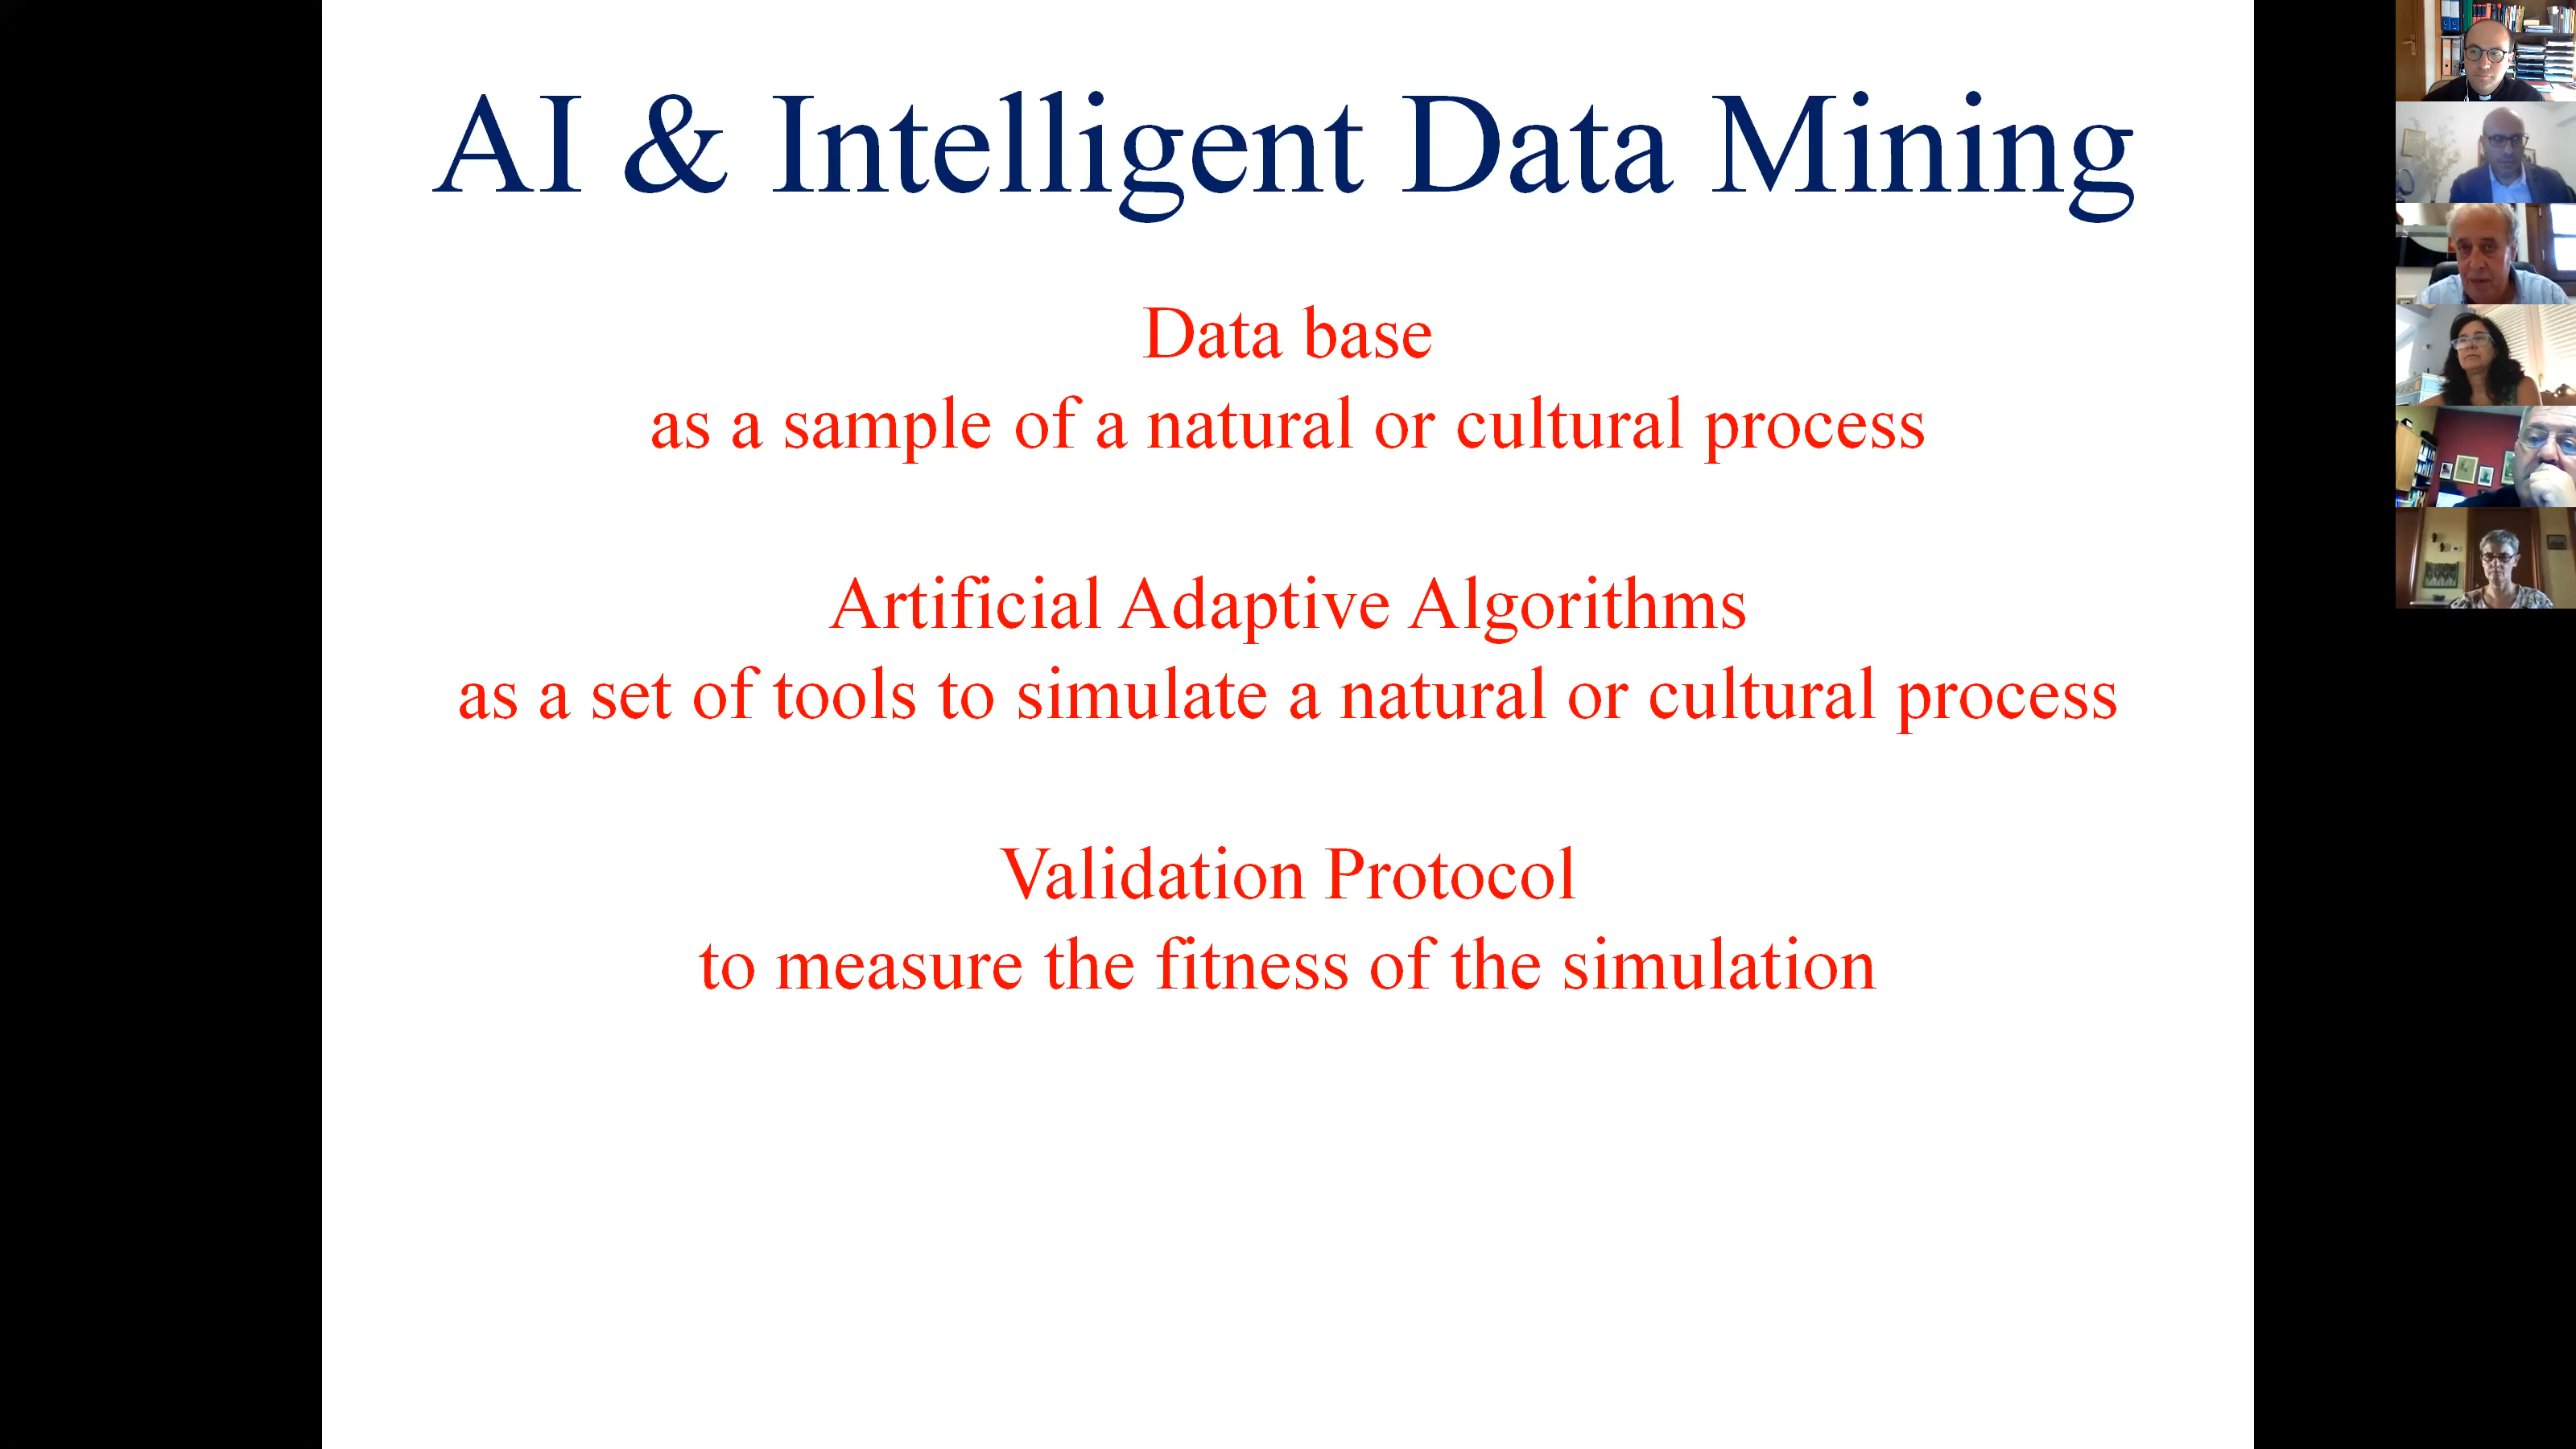 AI & Intelligent Data Mining
Data base
as a sample of a natural or cultural process
Artificial Adaptive Algorithms
as a set of tools to simulate a natural or cultural process
Validation Protocol
to measure the fitness of the simulation